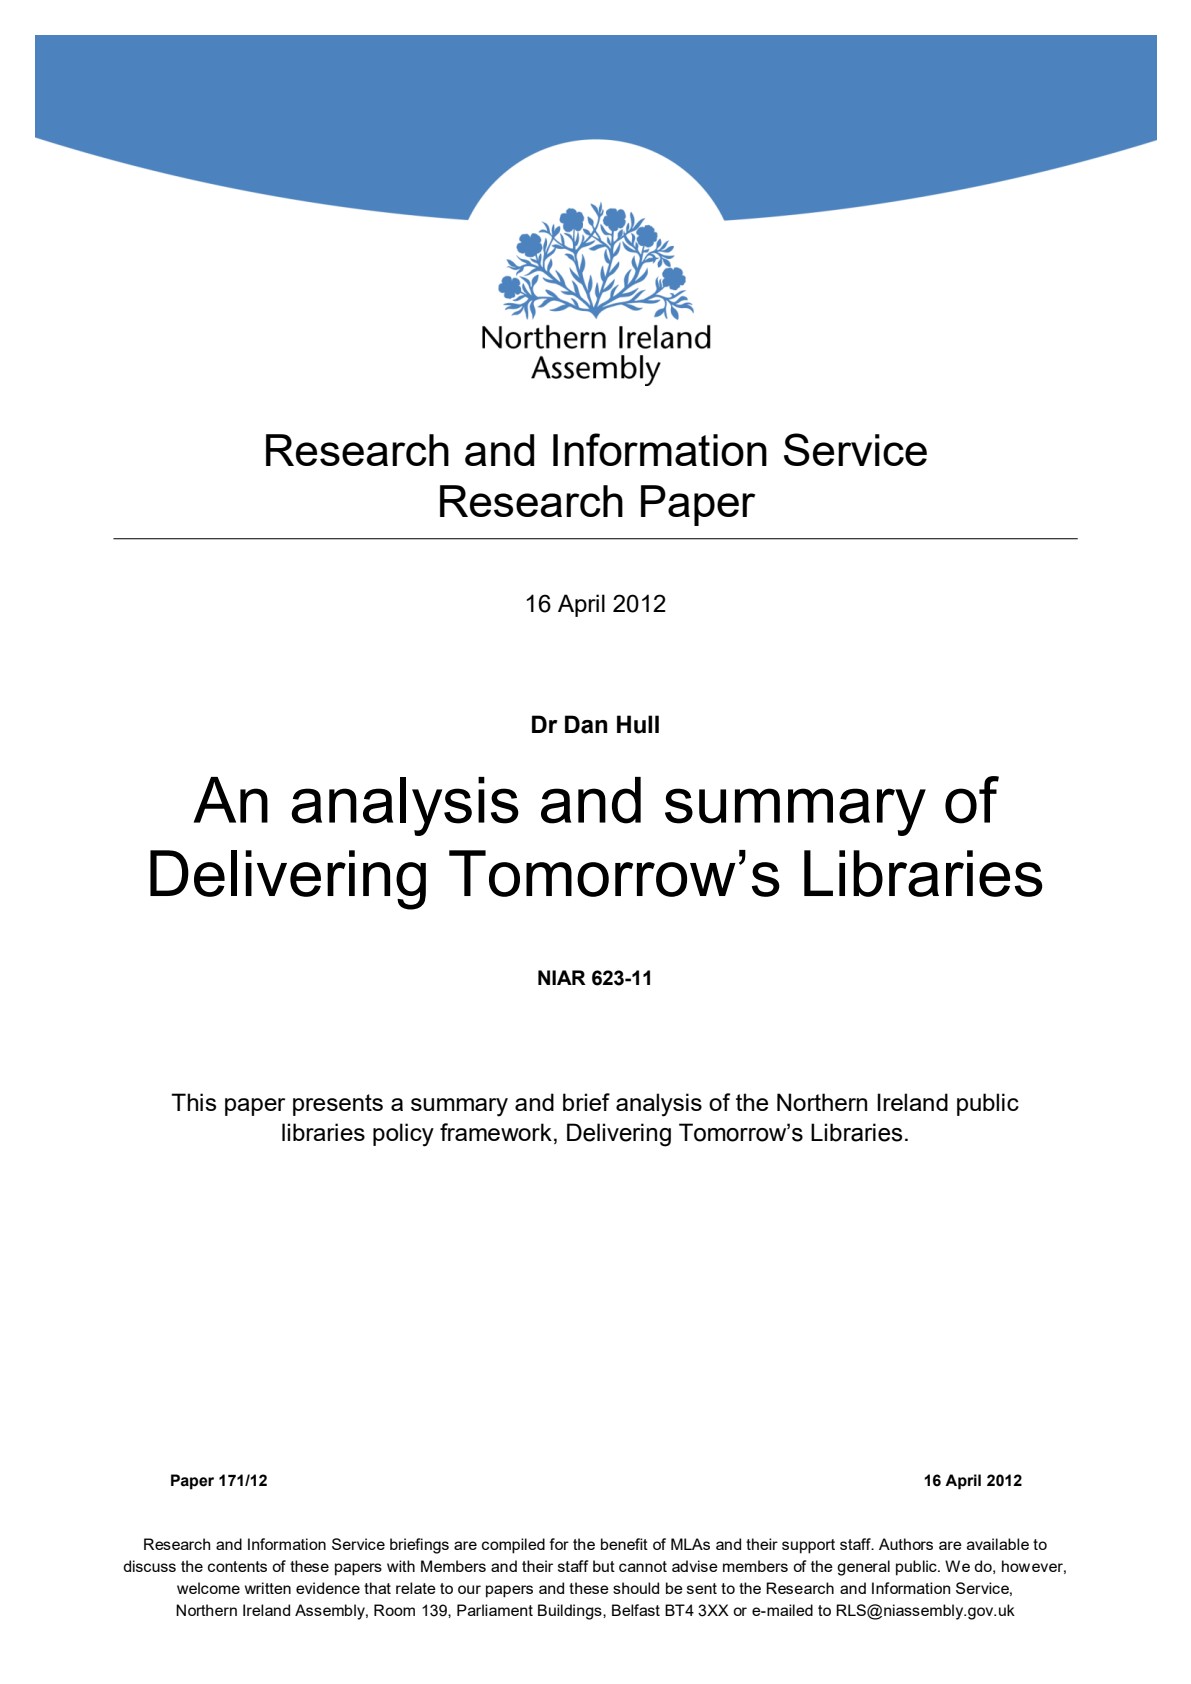 Northern Ireland
Assembly
Research and Information Service
Research Paper
16 April 2012
Dr Dan Hull
An analysis and summary of
Delivering Tomorrow’s Libraries
NIAR 623-11
This paper presents a summary and brief analysis of the Northern Ireland public
libraries policy framework, Delivering Tomorrow’s Libraries.
Paper 171/12 16 April 2012
Research and Information Service briefings are compiled for the benefit of MLAs and their support staff. Authors are available to
discuss the contents of these papers with Members and their staff but cannot advise members of the general public. We do, however,
welcome written evidence that relate to our papers and these should be sent to the Research and Information Service,
Northern Ireland Assembly, Room 139, Parliament Buildings, Belfast BT4 3XX or e-mailed to RLS@niassembly.gov.uk